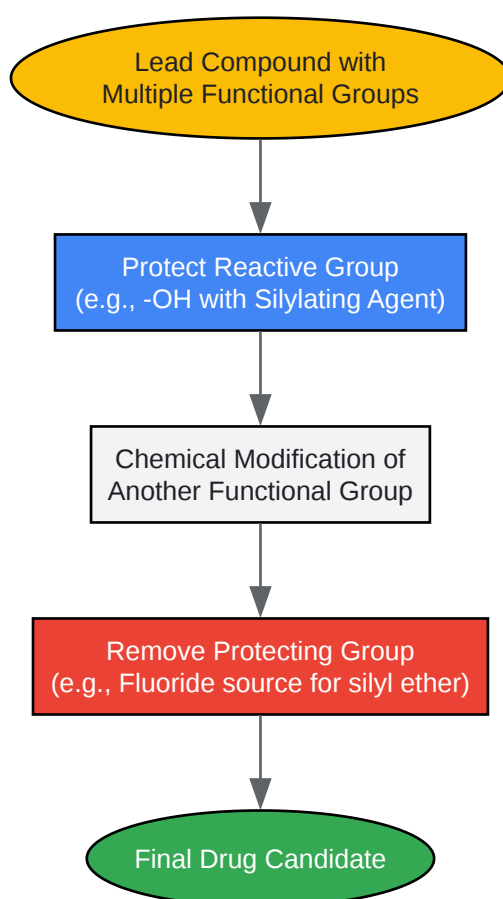 Lead Compound with
Multiple Functional Groups
Protect Reactive Group
(e.g., -OH with Silylating Agent)
Chemical Modification of
Another Functional Group
Remove Protecting Group
(e.g., Fluoride source for silyl ether)
Final Drug Candidate